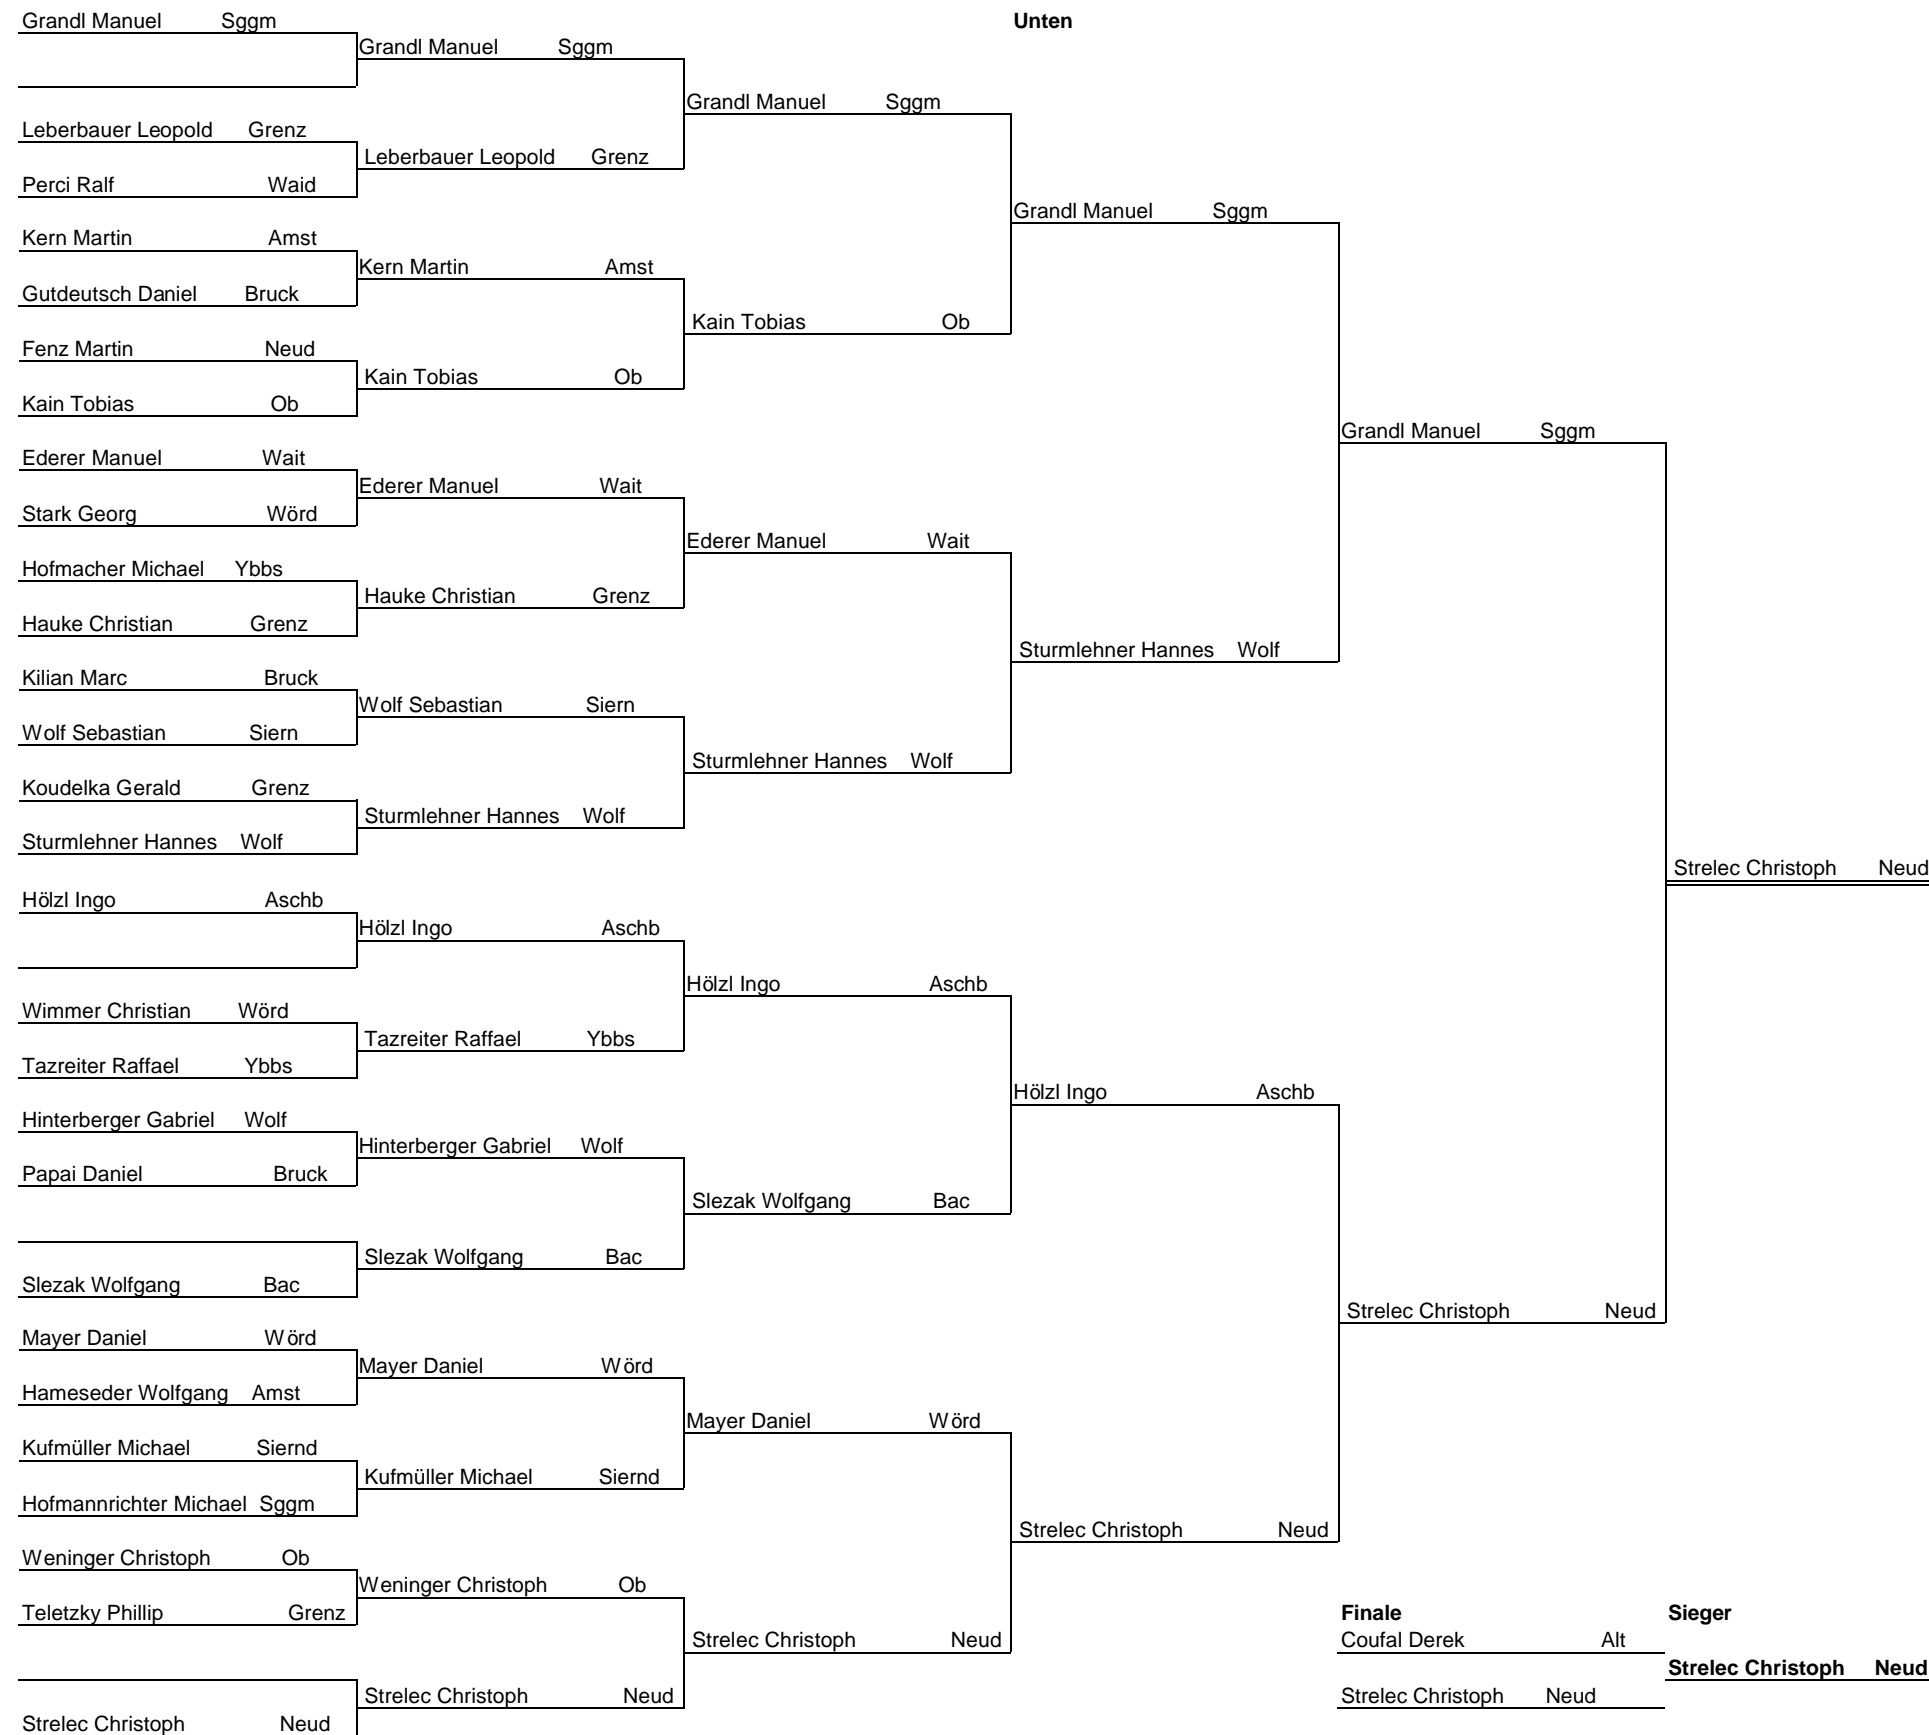 Grandl Manuel Sggm Unten
Grandl Manuel Sggm
Grandl Manuel Sggm
Leberbauer Leopold Grenz
Leberbauer Leopold Grenz
Perci Ralf Waid
Grandl Manuel Sggm
Kern Martin Amst
Kern Martin Amst
Gutdeutsch Daniel Bruck
Kain Tobias Ob
Fenz Martin Neud
Kain Tobias Ob
Kain Tobias Ob
Grandl Manuel Sggm
Ederer Manuel Wait
Ederer Manuel Wait
Stark Georg Wörd
Ederer Manuel Wait
Hofmacher Michael Ybbs
Hauke Christian Grenz
Hauke Christian Grenz
Sturmlehner Hannes Wolf
Kilian Marc Bruck
Wolf Sebastian Siern
Wolf Sebastian Siern
Sturmlehner Hannes Wolf
Koudelka Gerald Grenz
Sturmlehner Hannes Wolf
Sturmlehner Hannes Wolf
Strelec Christoph Neud
Hölzl Ingo Aschb
Hölzl Ingo Aschb
Hölzl Ingo Aschb
Wimmer Christian Wörd
Tazreiter Raffael Ybbs
Tazreiter Raffael Ybbs
Hölzl Ingo Aschb
Hinterberger Gabriel Wolf
Hinterberger Gabriel Wolf
Papai Daniel Bruck
Slezak Wolfgang Bac
Slezak Wolfgang Bac
Slezak Wolfgang Bac
Strelec Christoph Neud
Mayer Daniel Wörd
Mayer Daniel Wörd
Hameseder Wolfgang Amst
Mayer Daniel Wörd
Kufmüller Michael Siernd
Kufmüller Michael Siernd
Hofmannrichter Michael Sggm
Strelec Christoph Neud
Weninger Christoph Ob
Weninger Christoph Ob
Teletzky Phillip Grenz Finale Sieger
Strelec Christoph Neud Coufal Derek Alt
Strelec Christoph Neud
Strelec Christoph Neud Strelec Christoph Neud
Strelec Christoph Neud